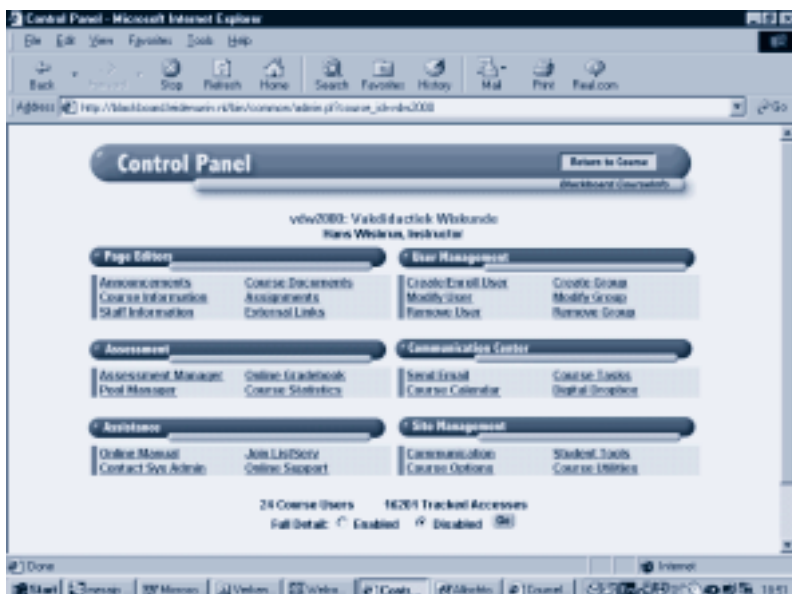 Control Panel - Microsoft Internet Explorer
File Edit View Favorites Tools Help
Back Forward Stop Refresh Home Search Favorites History Mail Print Real.com
Address Go
Control Panel
Return to Course
Blackboard CourseInfo
vdw2000: Vakdidactiek Wiskunde
Hans Wisbrun, Instructor
Page Editors
User Management
Announcements Course Documents Create/Enroll User Create Group
Course Information Assignments Modify User Modify Group
Staff Information External Links Remove User Remove Group
Assessment
Communication Center
Assessment Manager Online Gradebook Send Email Course Tasks
Pool Manager Course Statistics Course Calendar Digital Dropbox
Assistance
Site Management
Online Manual Join ListServ Communication Student Tools
Contact Sys Admin Online Support Course Options Course Utilities
24 Course Users 16201 Tracked Accesses
Full Detail: Enabled Disabled Go!
Done Internet
Start